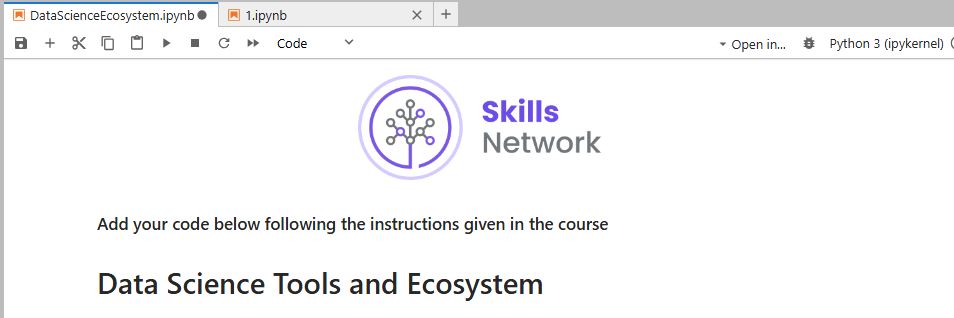 DataScienceEcosystem.ipynb
1.ipynb
Code
Open in...
Python 3 (ipykernel)
Skills
Network
Add your code below following the instructions given in the course
Data Science Tools and Ecosystem